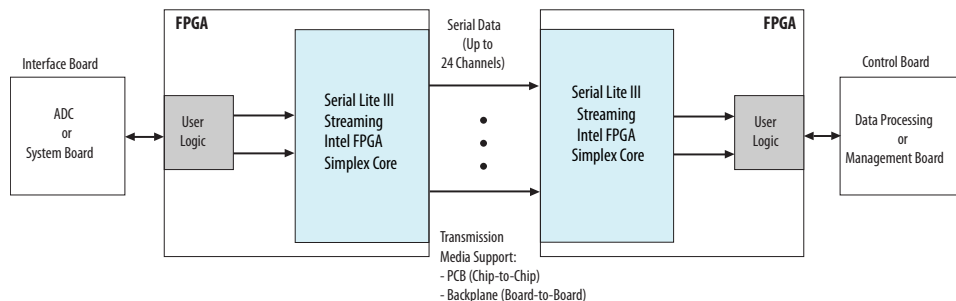 FPGA
Serial Data
(Up to
24 Channels)
FPGA
Interface Board
Control Board
ADC
or
System Board
User
Logic
Serial Lite III
Streaming
Intel FPGA
Simplex Core
Serial Lite III
Streaming
Intel FPGA
Simplex Core
User
Logic
Data Processing
or
Management Board
Transmission
Media Support:
- PCB (Chip-to-Chip)
- Backplane (Board-to-Board)